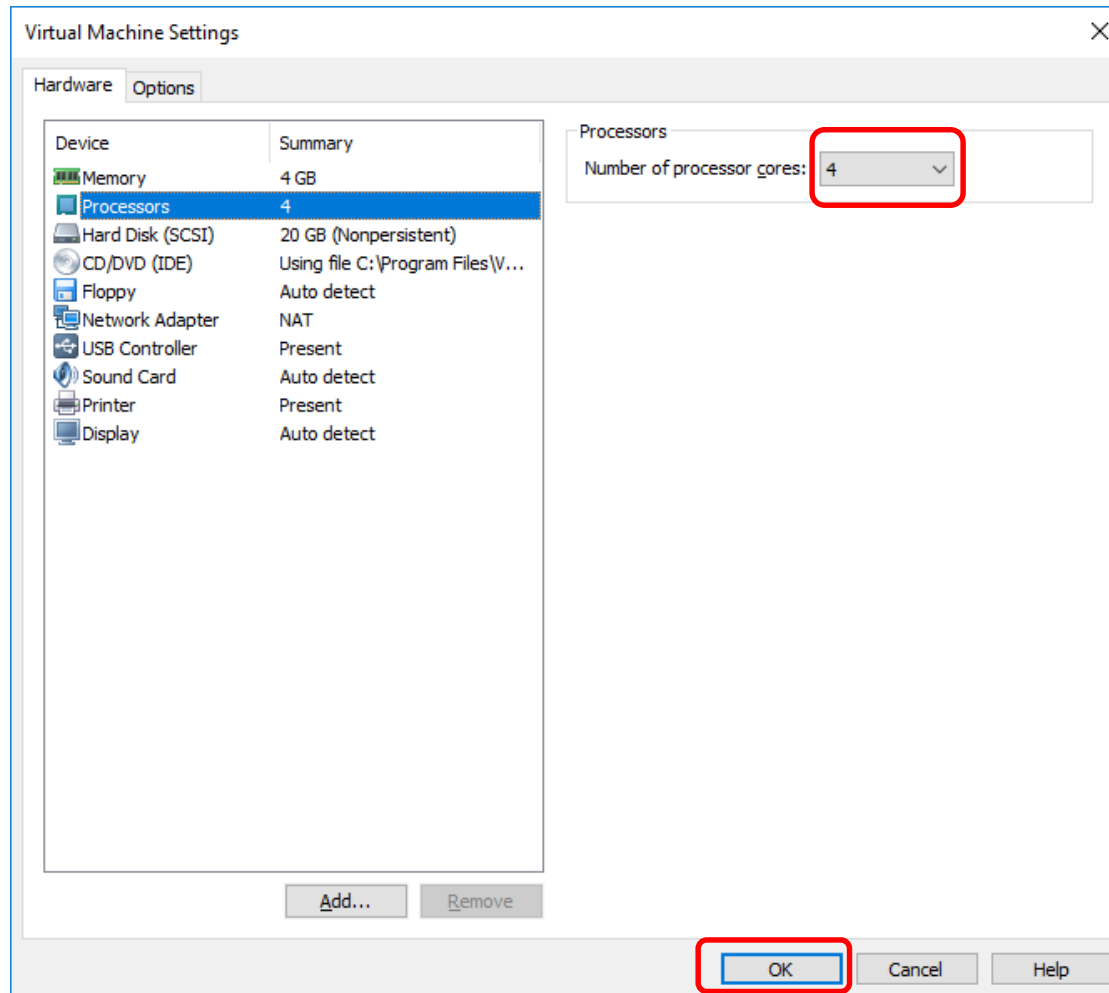 Virtual Machine Settings
Hardware Options
Device Summary
Memory 4 GB
Processors 4
Hard Disk (SCSI) 20 GB (Nonpersistent)
CD/DVD (IDE) Using file C:\Program Files\V...
Floppy Auto detect
Network Adapter NAT
USB Controller Present
Sound Card Auto detect
Printer Present
Display Auto detect
Processors
Number of processor cores: 4
Add... Remove
OK Cancel Help